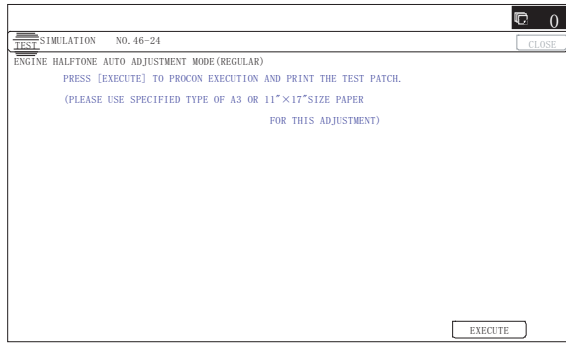 0
TEST SIMULATION NO.46-24
CLOSE
ENGINE HALFTONE AUTO ADJUSTMENT MODE(REGULAR)
PRESS [EXECUTE] TO PROCON EXECUTION AND PRINT THE TEST PATCH.
(PLEASE USE SPECIFIED TYPE OF A3 OR 11"×17"SIZE PAPER
FOR THIS ADJUSTMENT)
EXECUTE